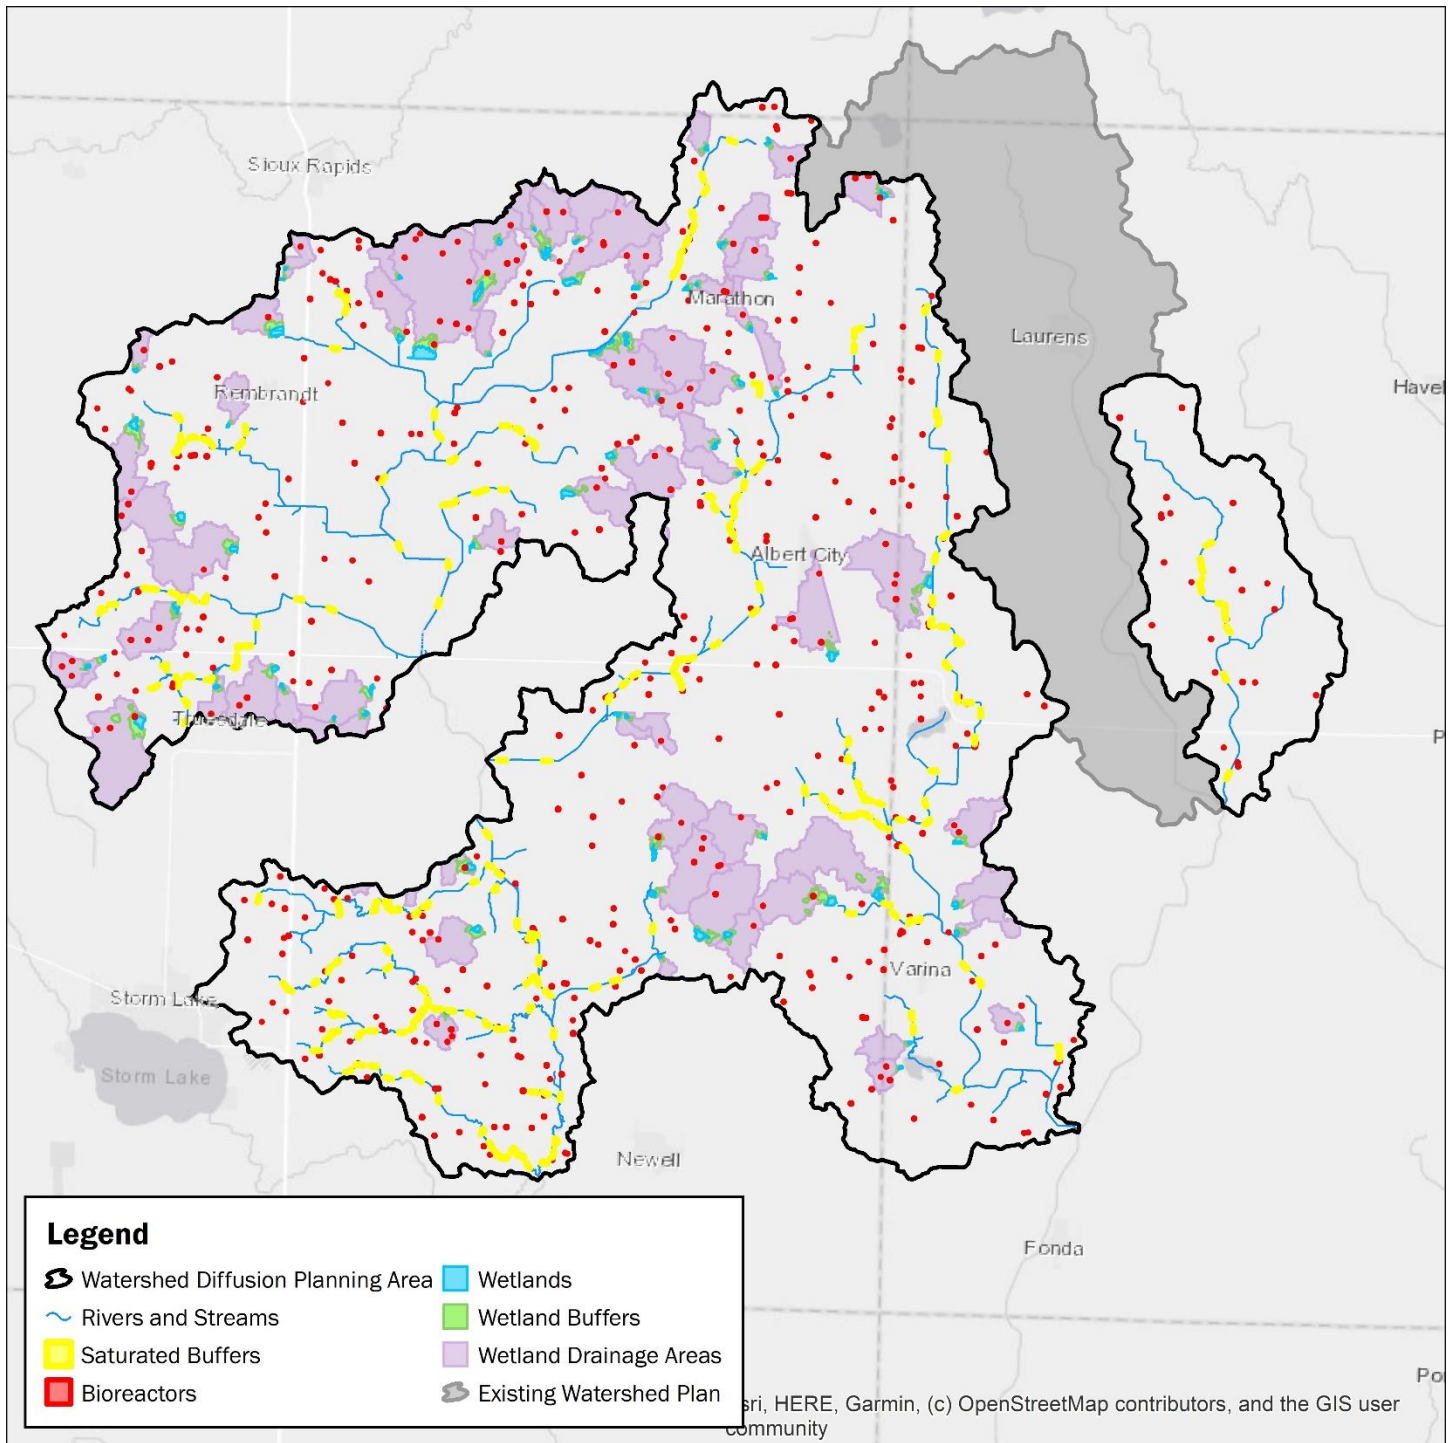 Sioux Rapids
Marathon
Laurens
Rembrandt
Havel
Albert City
Truesdale
P
Varina
Storm Lake
Storm Lake
Newell
Fonda
Legend
Watershed Diffusion Planning Area
Wetlands
Rivers and Streams
Wetland Buffers
Saturated Buffers
Wetland Drainage Areas
Bioreactors
Existing Watershed Plan
Po
sri, HERE, Garmin, (c) OpenStreetMap contributors, and the GIS user
community